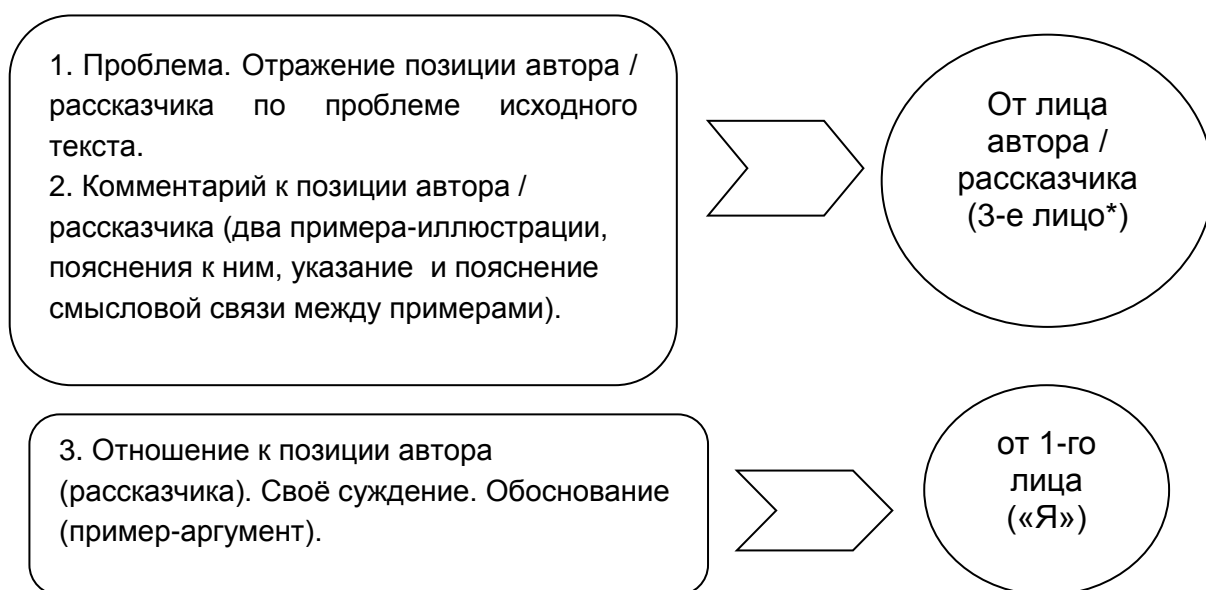 1. Проблема. Отражение позиции автора /
рассказчика по проблеме исходного
текста.
2. Комментарий к позиции автора /
рассказчика (два примера-иллюстрации,
пояснения к ним, указание и пояснение
смысловой связи между примерами).
От лица
автора /
рассказчика
(3-е лицо*)
3. Отношение к позиции автора
(рассказчика). Своё суждение. Обоснование
(пример-аргумент).
от 1-го
лица
(«Я»)